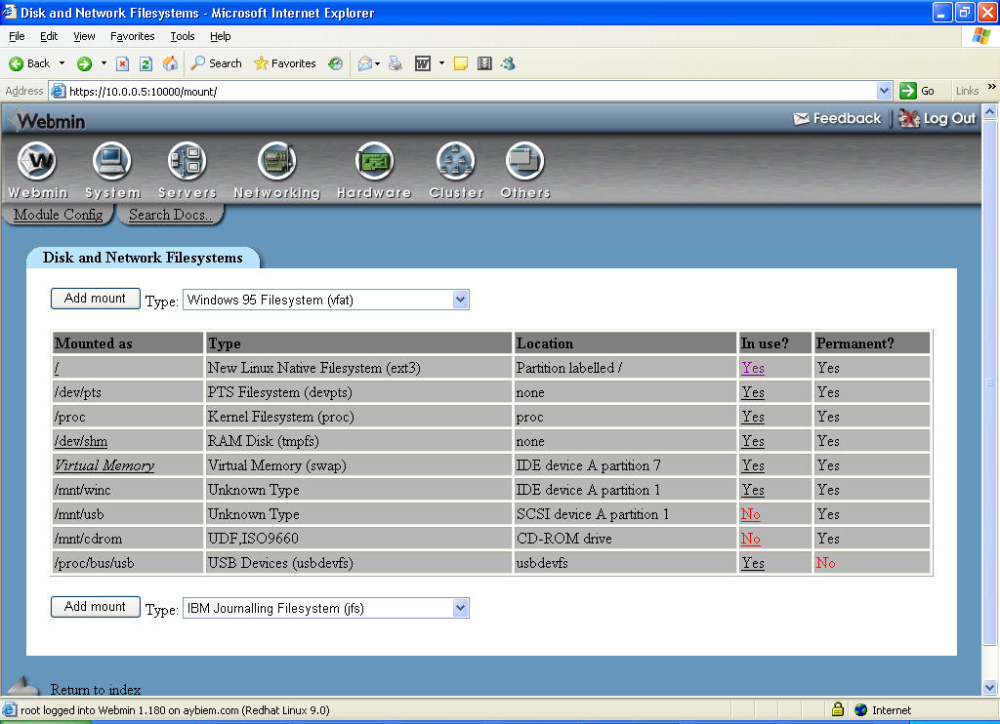 Disk and Network Filesystems - Microsoft Internet Explorer
File Edit View Favorites Tools Help
Back Search Favorites
Address https://10.0.0.5:10000/mount/ Go Links »
Webmin Feedback Log Out
Webmin System Servers Networking Hardware Cluster Others
Module Config Search Docs..
Disk and Network Filesystems
Add mount Type: Windows 95 Filesystem (vfat)
Mounted as Type Location In use? Permanent?
/ New Linux Native Filesystem (ext3) Partition labelled / Yes Yes
/dev/pts PTS Filesystem (devpts) none Yes Yes
/proc Kernel Filesystem (proc) proc Yes Yes
/dev/shm RAM Disk (tmpfs) none Yes Yes
Virtual Memory Virtual Memory (swap) IDE device A partition 7 Yes Yes
/mnt/winc Unknown Type IDE device A partition 1 Yes Yes
/mnt/usb Unknown Type SCSI device A partition 1 No Yes
/mnt/cdrom UDF,ISO9660 CD-ROM drive No Yes
/proc/bus/usb USB Devices (usbdevfs) usbdevfs Yes No
Add mount Type: IBM Journalling Filesystem (jfs)
Return to index
root logged into Webmin 1.180 on aybiem.com (Redhat Linux 9.0) Internet